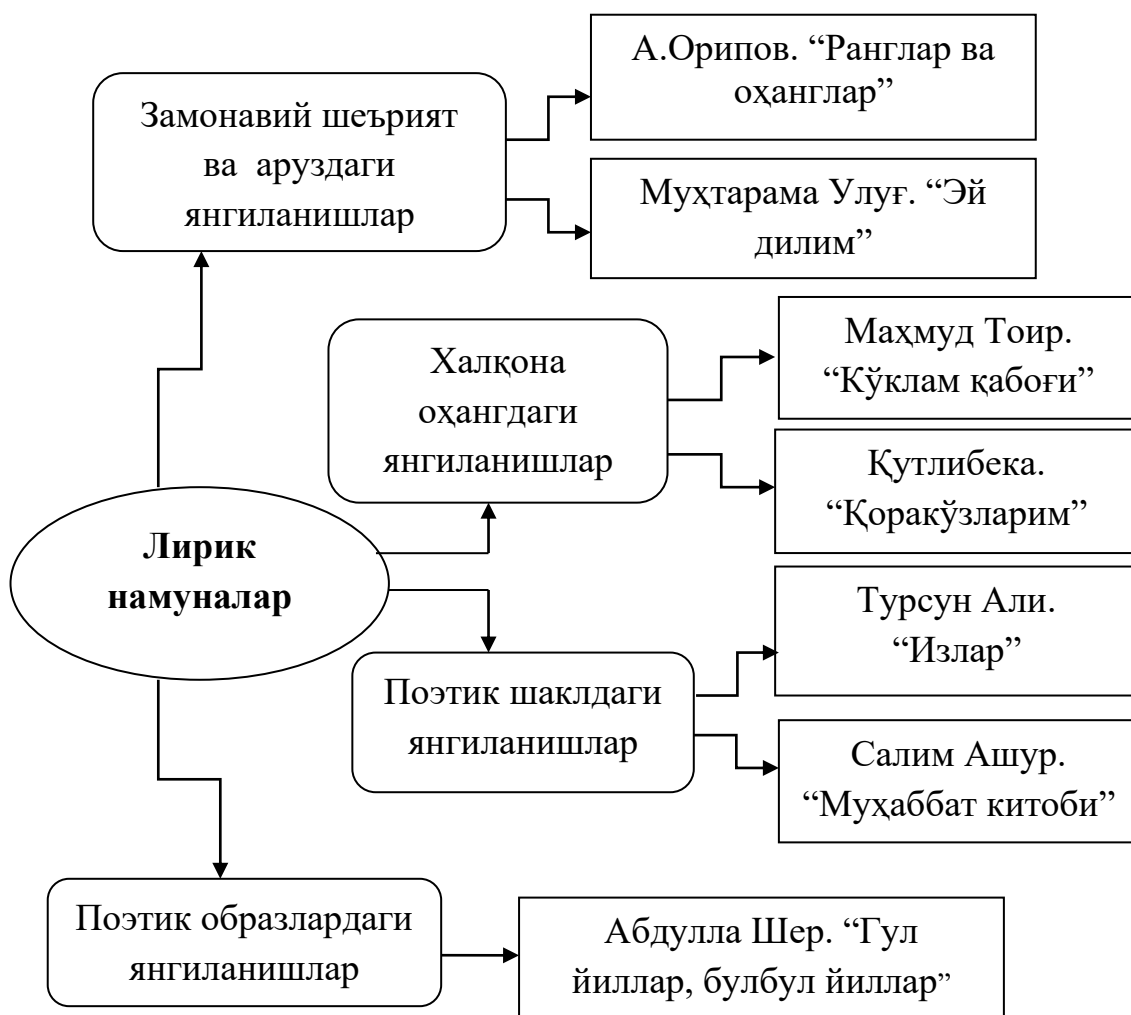 Замонавий шеърият
ва аруздаги
янгиланишлар
А.Орипов. “Ранглар ва
оҳанглар”
Муҳтарама Улуғ. “Эй
дилим”
Халқона
оҳангдаги
янгиланишлар
Маҳмуд Тоир.
“Кўклам қабоғи”
Қутлибека.
“Қоракўзларим”
Лирик
намуналар
Поэтик шаклдаги
янгиланишлар
Турсун Али.
“Излар”
Салим Ашур.
“Муҳаббат китоби”
Поэтик образлардаги
янгиланишлар
Абдулла Шер. “Гул
йиллар, булбул йиллар”